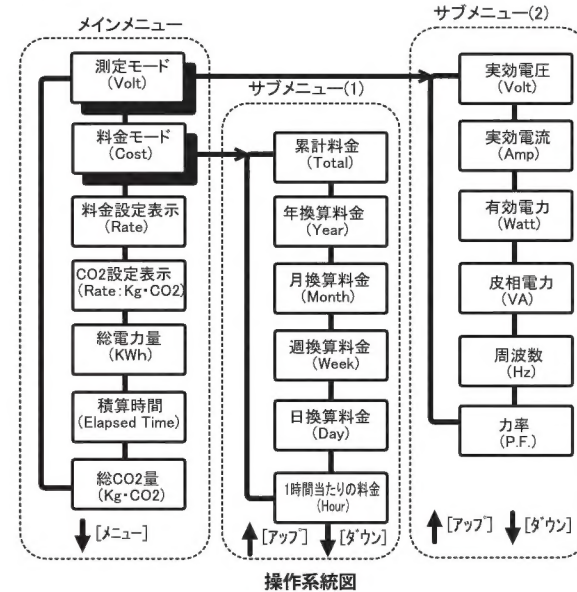 メインメニュー
測定モード
(Volt)
料金モード
(Cost)
料金設定表示
(Rate)
CO2設定表示
(Rate:Kg・CO2)
総電力量
(KWh)
積算時間
(Elapsed Time)
総CO2量
(Kg・CO2)
[メニュー]
サブメニュー(1)
累計料金
(Total)
年換算料金
(Year)
月換算料金
(Month)
週換算料金
(Week)
日換算料金
(Day)
1時間当たりの料金
(Hour)
[アップ] [ダウン]
サブメニュー(2)
実効電圧
(Volt)
実効電流
(Amp)
有効電力
(Watt)
皮相電力
(VA)
周波数
(Hz)
力率
(P.F.)
[アップ] [ダウン]
操作系統図